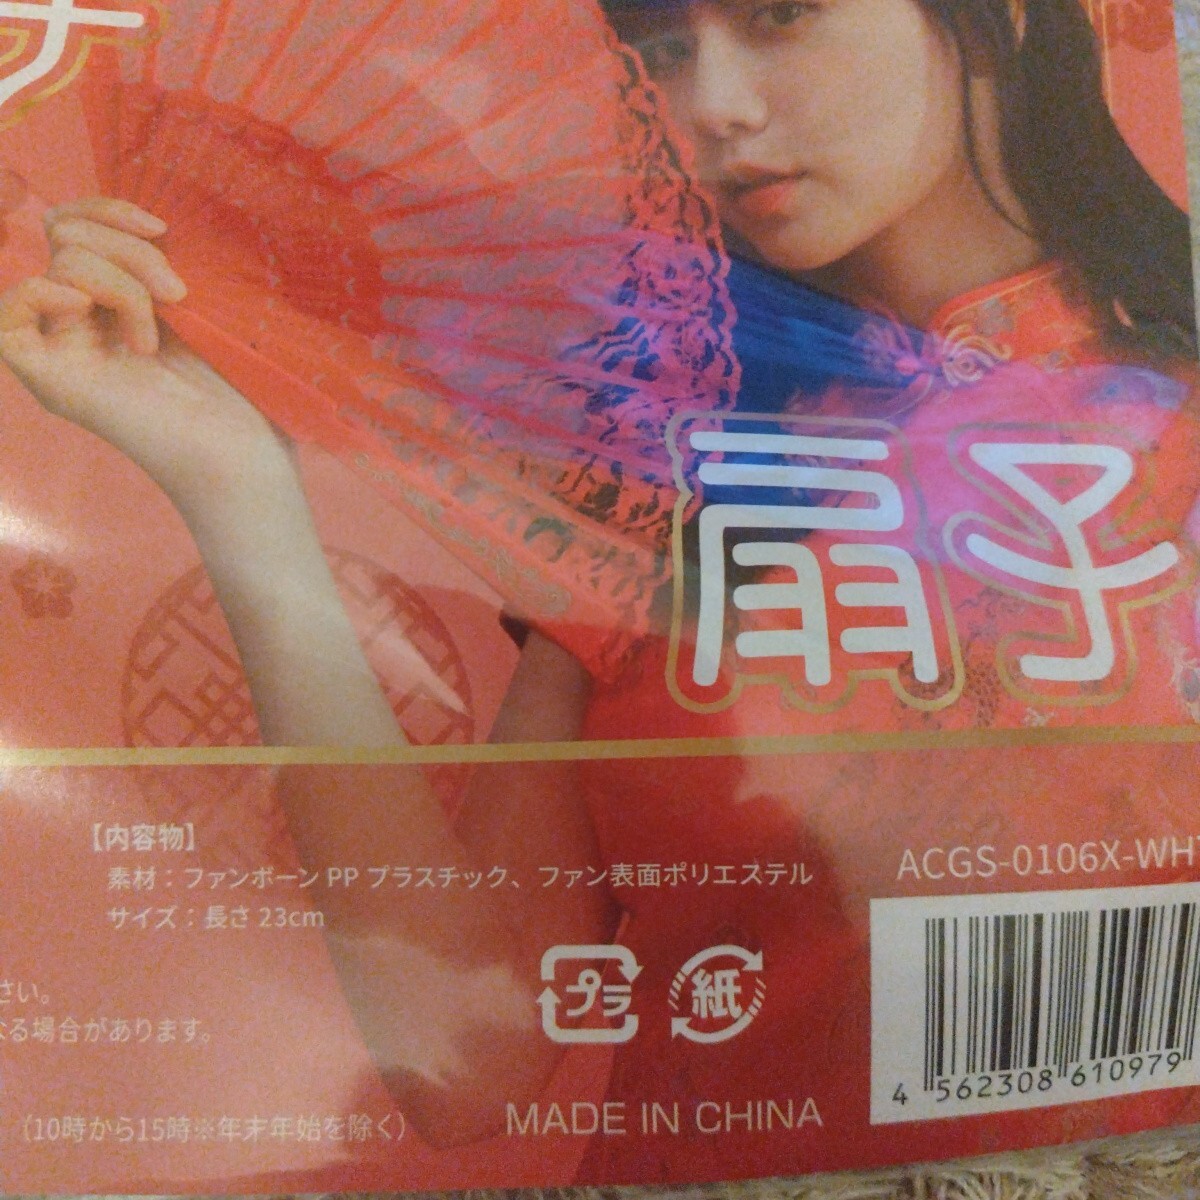 扇子
【内容物】
素材：ファンボーン PP プラスチック、ファン表面ポリエステル
サイズ：長さ 23cm
さい。
なる場合があります。
（10時から15時※年末年始を除く）
プラ
紙
MADE IN CHINA
ACGS-0106X-WH
4 562308 610979